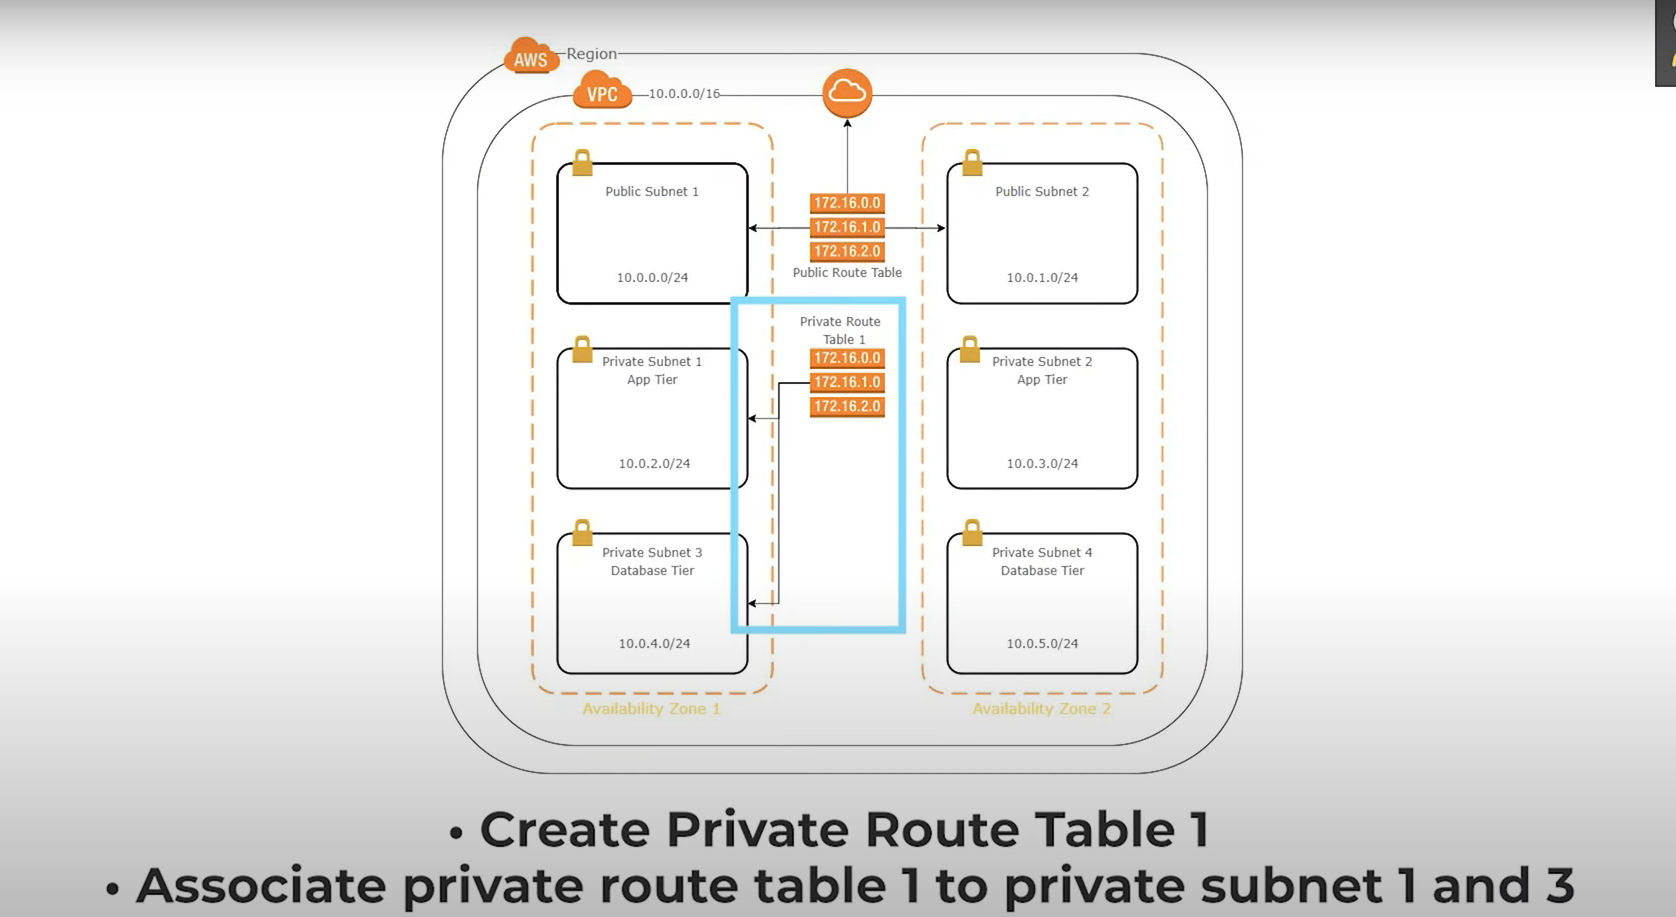 AWS
Region
VPC
10.0.0.0/16
Public Subnet 1
10.0.0.0/24
172.16.0.0
172.16.1.0
172.16.2.0
Public Route Table
Public Subnet 2
10.0.1.0/24
Private Subnet 1
App Tier
10.0.2.0/24
Private Route
Table 1
172.16.0.0
172.16.1.0
172.16.2.0
Private Subnet 2
App Tier
10.0.3.0/24
Private Subnet 3
Database Tier
10.0.4.0/24
Private Subnet 4
Database Tier
10.0.5.0/24
Availability Zone 1
Availability Zone 2
• Create Private Route Table 1
• Associate private route table 1 to private subnet 1 and 3